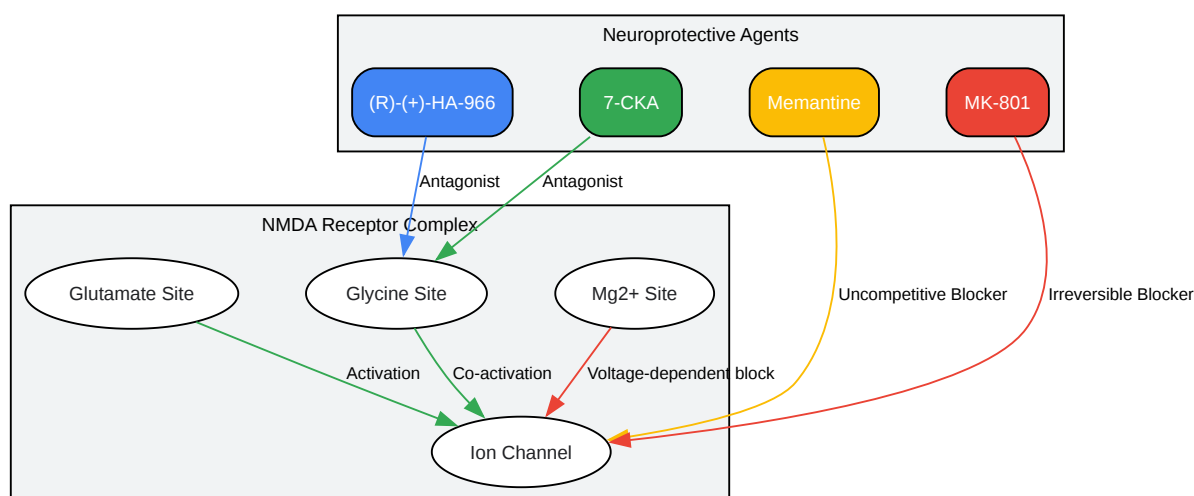 Neuroprotective Agents
(R)-(+)-HA-966
7-CKA
Memantine
MK-801
Antagonist
Antagonist
NMDA Receptor Complex
Glutamate Site
Glycine Site
Mg2+ Site
Uncompetitive Blocker
Irreversible Blocker
Activation
Co-activation
Voltage-dependent block
Ion Channel